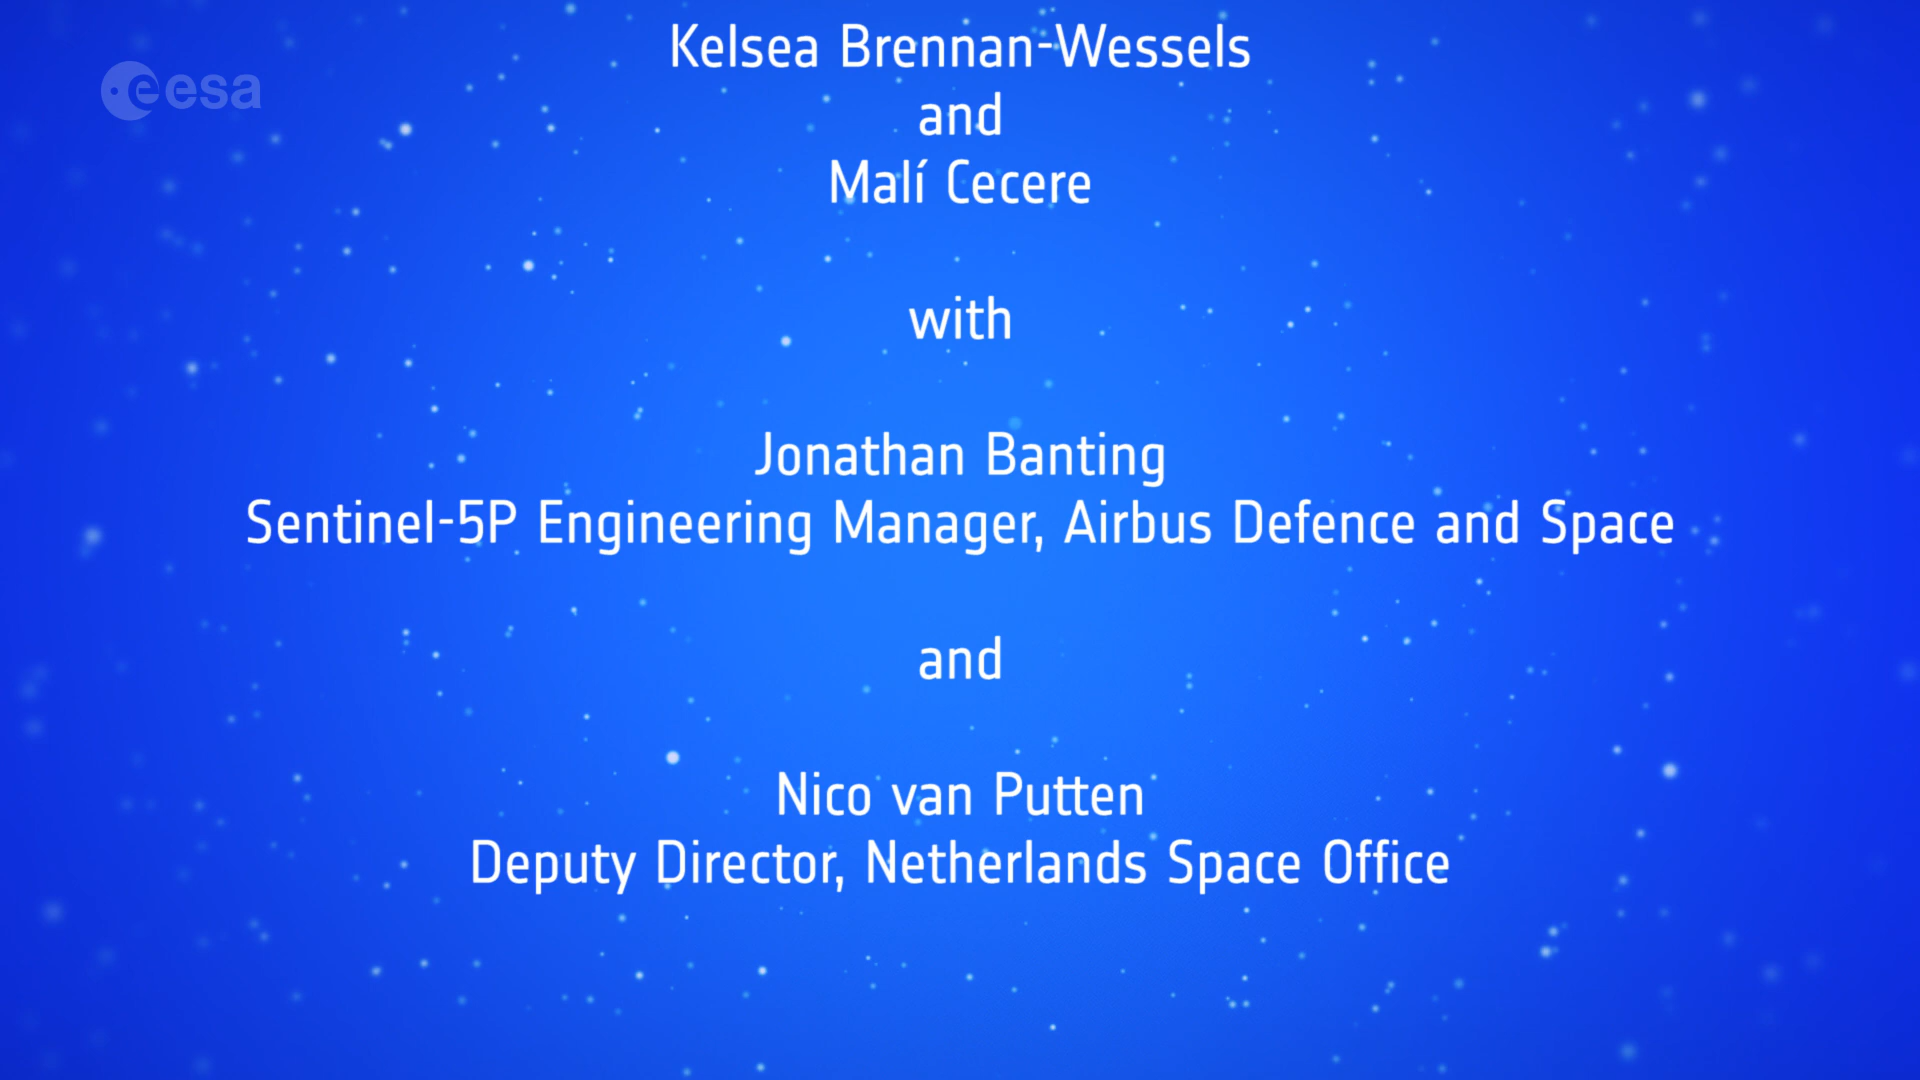 Kelsea Brennan-Wessels
esa
and
Malí Cecere
with
Jonathan Banting
Sentinel-5P Engineering Manager, Airbus Defence and Space
and
Nico van Putten
Deputy Director, Netherlands Space Office